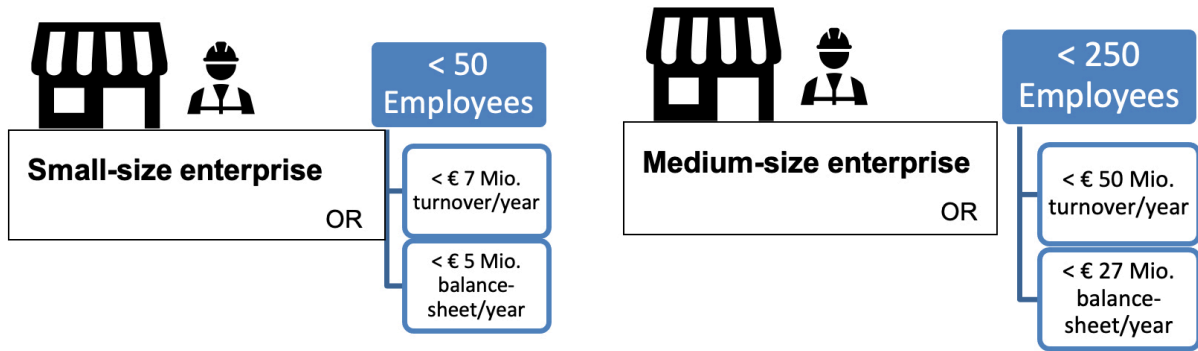 < 50
Employees
Small-size enterprise
OR
< € 7 Mio.
turnover/year
< € 5 Mio.
balance-
sheet/year
< 250
Employees
Medium-size enterprise
OR
< € 50 Mio.
turnover/year
< € 27 Mio.
balance-
sheet/year